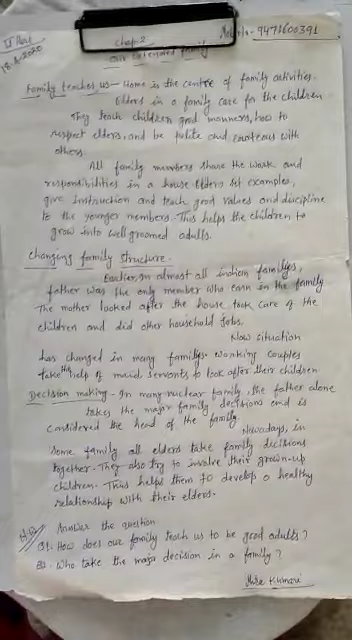 Mob. No- 9471600391
18.4.2020
Chap-2
Our extended family
Family teaches us- Home is the centre of family activities.
Elders in a family care for the children
They teach children good manners, how to
respect elders, and be polite and courteous with
others.
All family members share the work and
responsibilities in a house. Elders set examples,
give instruction and teach good values and discipline
to the younger members. This helps the children to
grow into well groomed adults.
Changing family structure-
Earlier, in almost all indian families,
father was the only member who earn in the family
The mother looked after the house, took care of the
children and did other household jobs.
Now situation
has changed in many familys. Working couples
take the help of maid servants to look after their children
Decision making- In many nuclear family, the father alone
takes the major family decisions and is
considered the head of the family.
Nowadays, in
some family all elders take family decisions
together. They also try to involve their grown-up
children. This helps them to develop a healthy
relationship with their elders.
Answer the question
Q1. How does our family teach us to be good adults?
Q2. Who take the major decision in a family?
Kumari